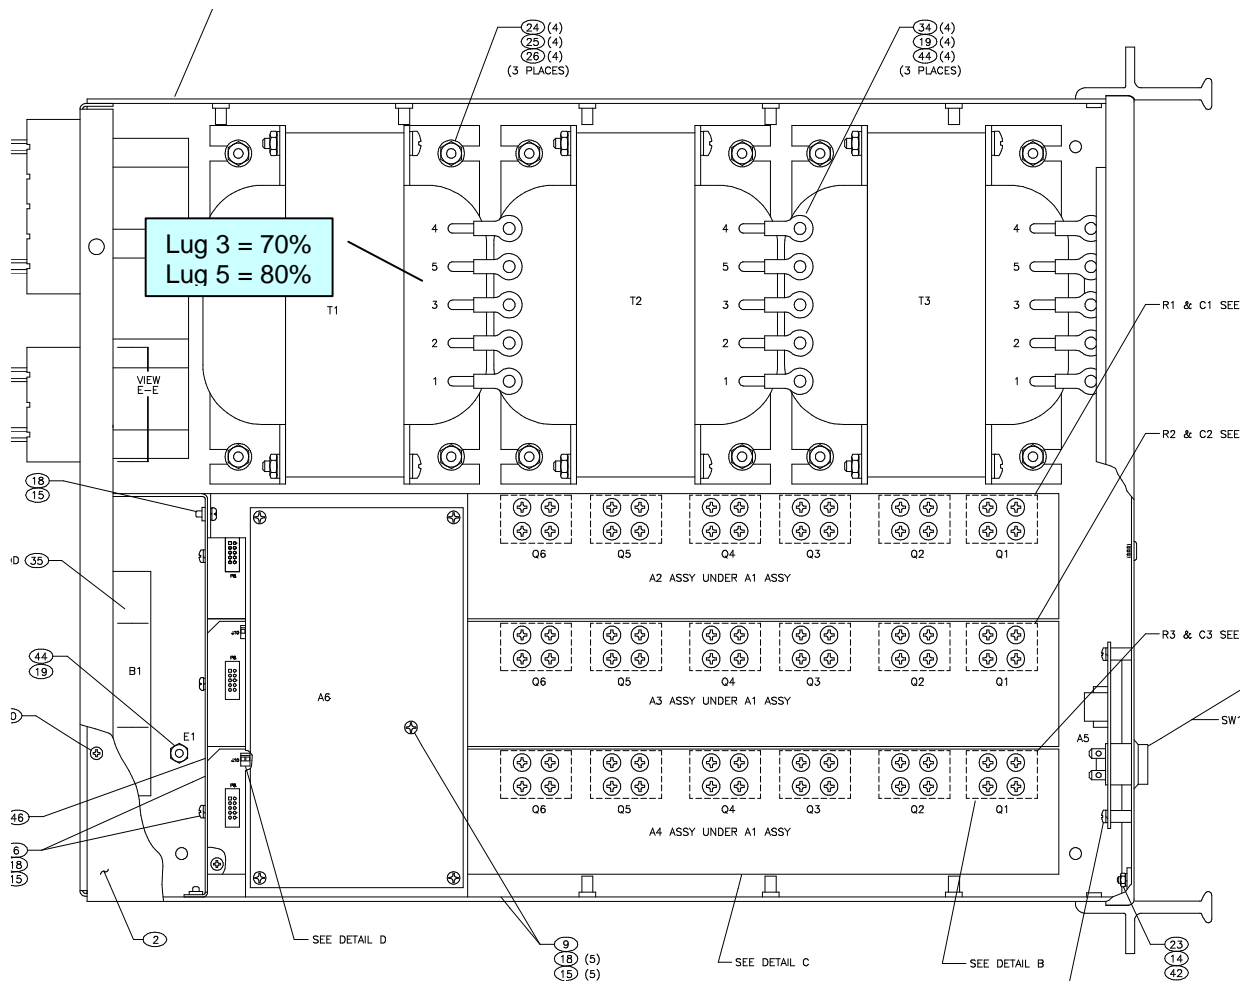 24 (4)
25 (4)
26 (4)
(3 PLACES)
34 (4)
19 (4)
44 (4)
(3 PLACES)
Lug 3 = 70%
Lug 5 = 80%
4
5
3
2
1
4
5
3
2
1
4
5
3
2
1
T1
T2
T3
R1 & C1 SEE
VIEW
E-E
R2 & C2 SEE
18
15
Q6 Q5 Q4 Q3 Q2 Q1
A2 ASSY UNDER A1 ASSY
35
R3 & C3 SEE
44
19
B1
A6
Q6 Q5 Q4 Q3 Q2 Q1
A3 ASSY UNDER A1 ASSY
E1
J10
A5
SW1
J10
46
6
18
15
Q6 Q5 Q4 Q3 Q2 Q1
A4 ASSY UNDER A1 ASSY
2
SEE DETAIL D
9
18 (5)
15 (5)
SEE DETAIL C
SEE DETAIL B
23
14
42